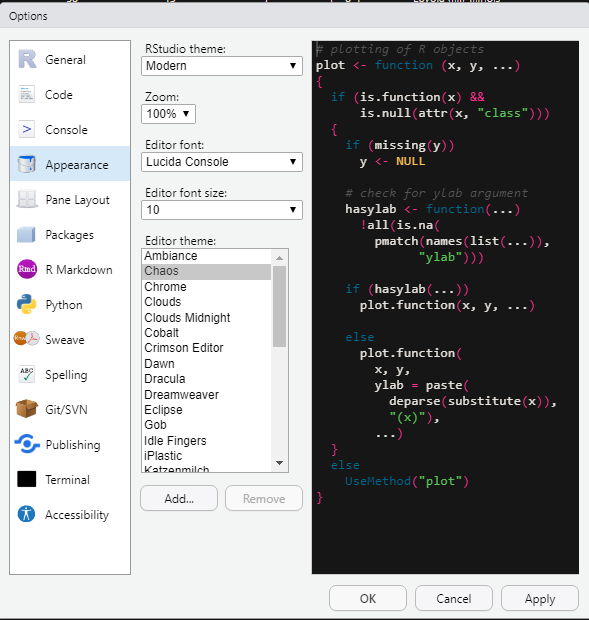 Options
General
Code
Console
Appearance
Pane Layout
Packages
Rmd R Markdown
Python
Sweave
ABC Spelling
Git/SVN
Publishing
Terminal
Accessibility
RStudio theme:
Modern
Zoom:
100%
Editor font:
Lucida Console
Editor font size:
10
Editor theme:
Ambiance
Chaos
Chrome
Clouds
Clouds Midnight
Cobalt
Crimson Editor
Dawn
Dracula
Dreamweaver
Eclipse
Gob
Idle Fingers
iPlastic
Katzenmilch
Add...
Remove
# plotting of R objects
plot <- function (x, y, ...)
{
  if (is.function(x) &&
      is.null(attr(x, "class")))
  {
    if (missing(y))
      y <- NULL

    # check for ylab argument
    hasylab <- function(...)
      !all(is.na(
        pmatch(names(list(...)),
              "ylab")))

    if (hasylab(...))
      plot.function(x, y, ...)

    else
      plot.function(
        x, y,
        ylab = paste(
          deparse(substitute(x)),
          "(x)"),
        ...)
  }
  else
    UseMethod("plot")
}
OK
Cancel
Apply